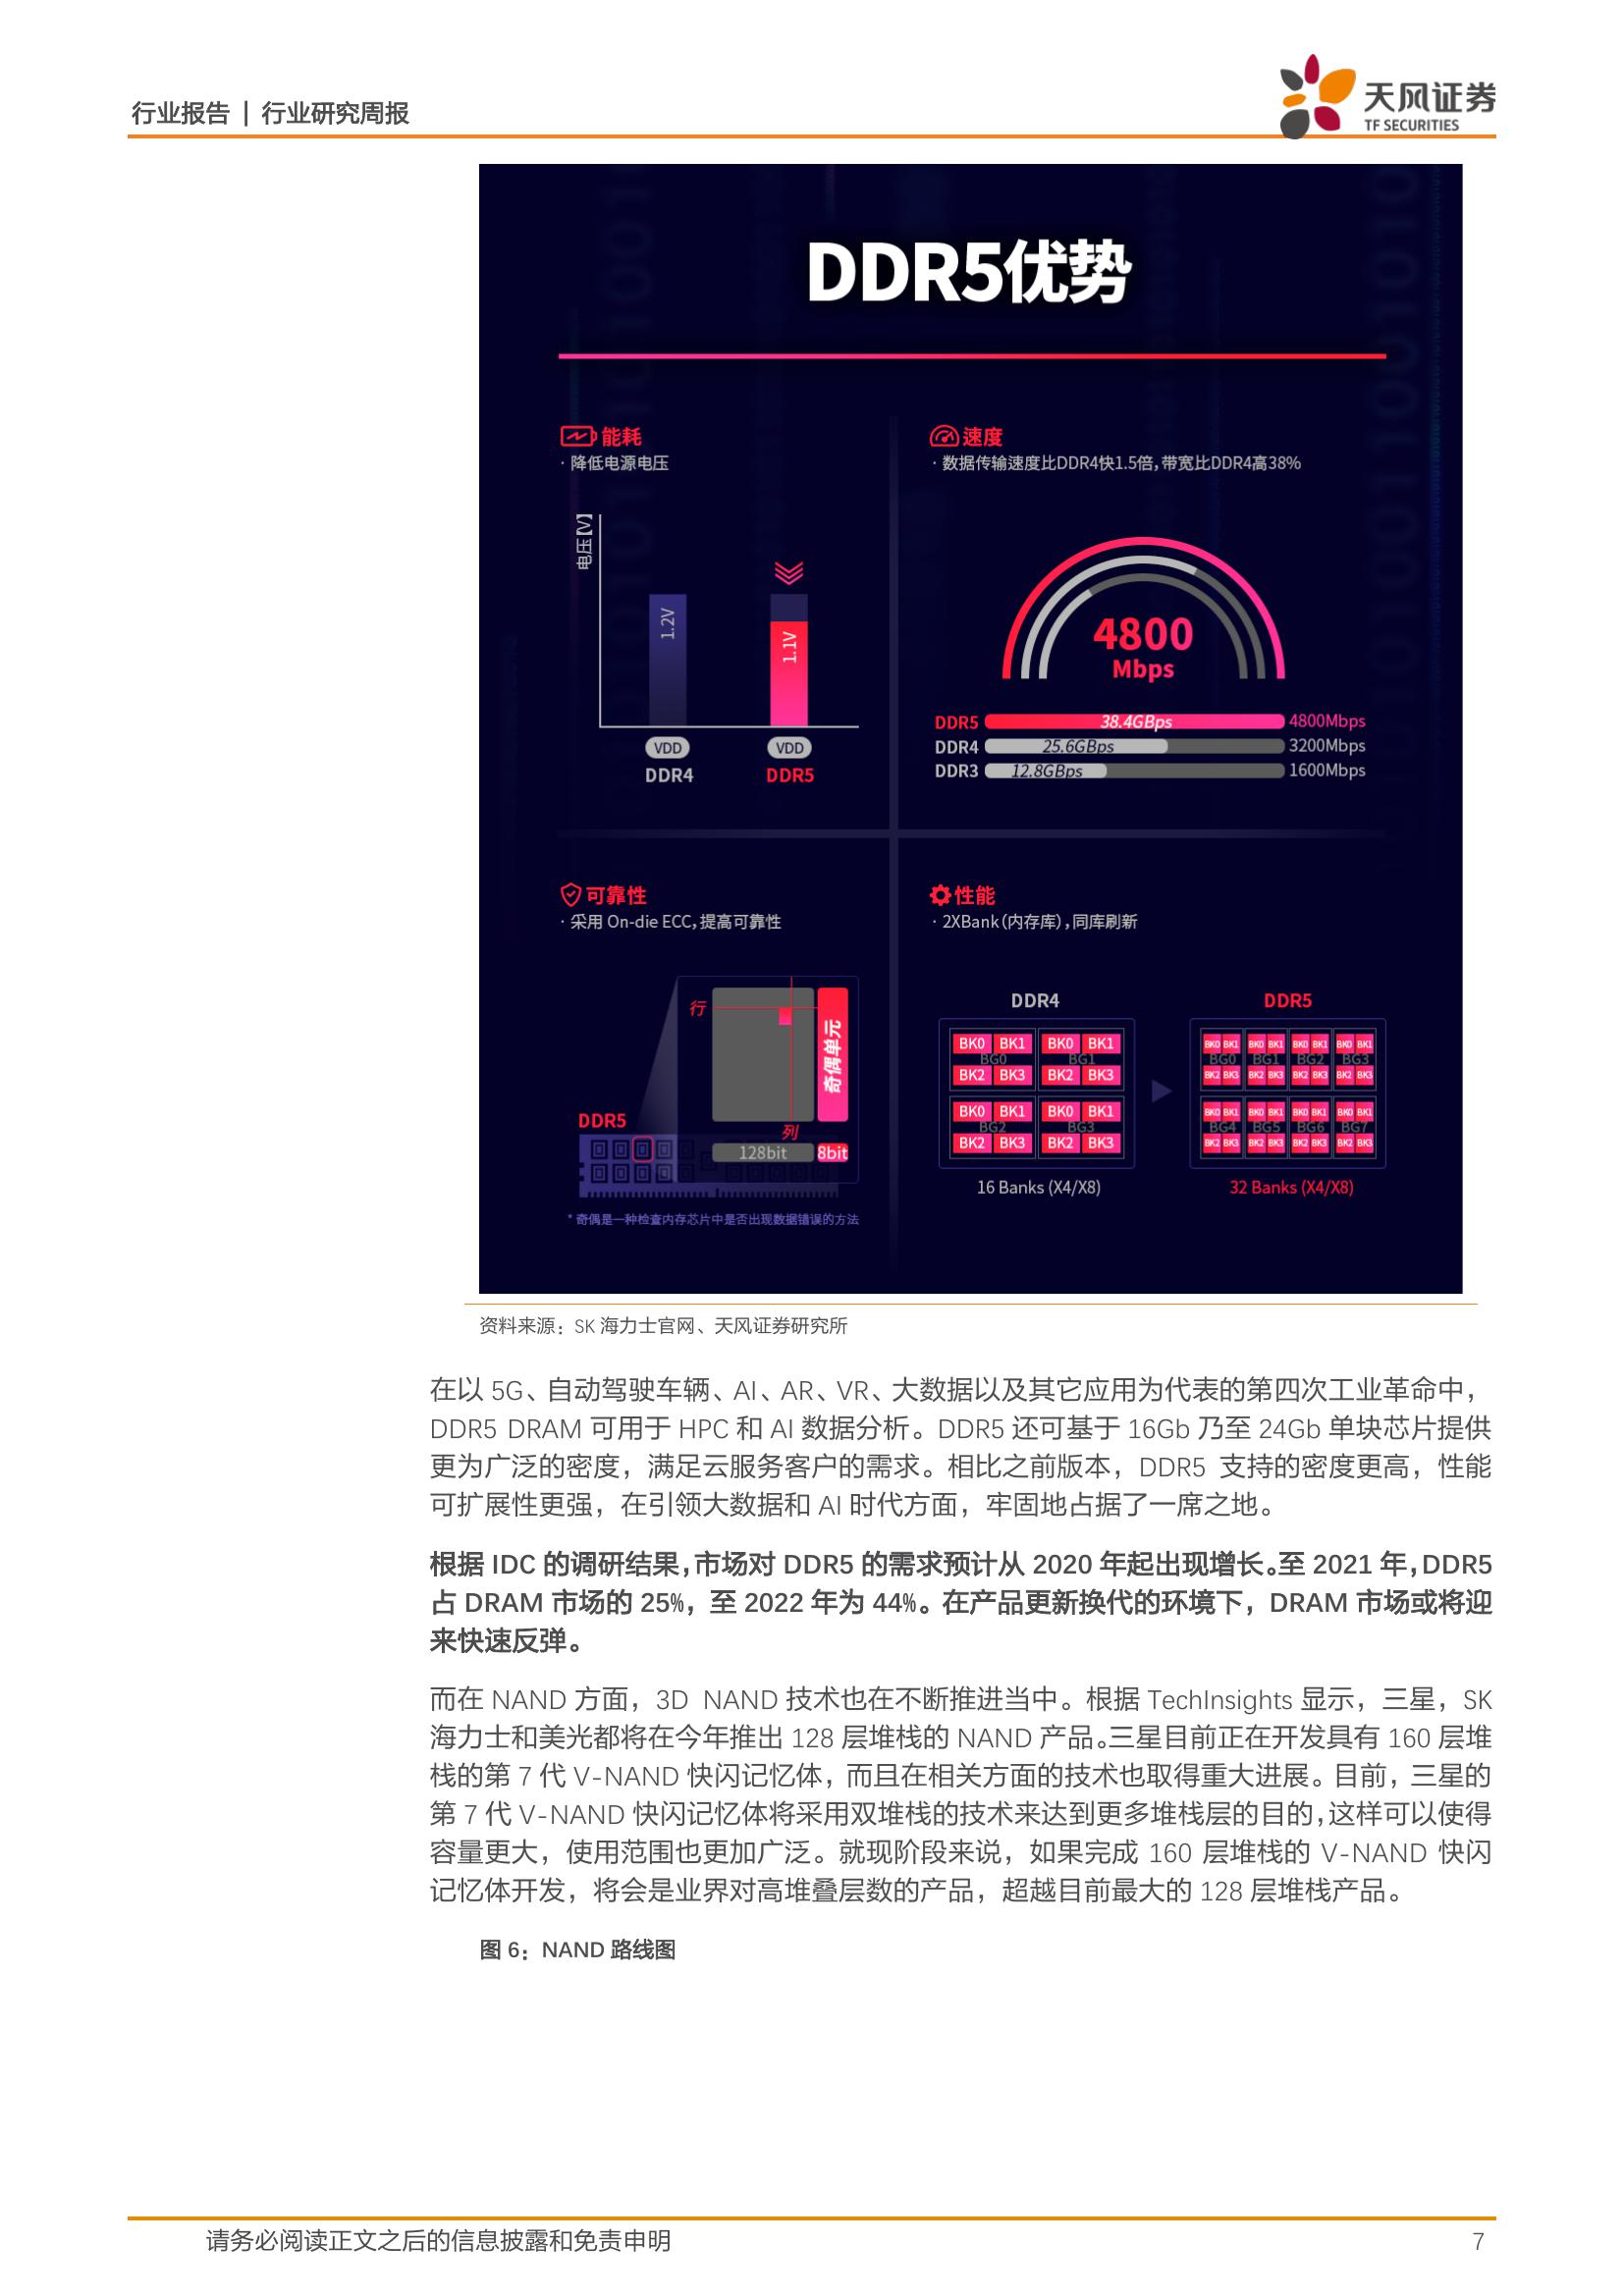 行业报告 | 行业研究周报
天风证券
TF SECURITIES
DDR5优势
能耗
· 降低电源电压
电压【V】
1.2V
1.1V
VDD
VDD
DDR4
DDR5
速度
· 数据传输速度比DDR4快1.5倍，带宽比DDR4高38%
4800
Mbps
DDR5 38.4GBps 4800Mbps
DDR4 25.6GBps 3200Mbps
DDR3 12.8GBps 1600Mbps
可靠性
· 采用 On-die ECC，提高可靠性
行
奇偶单元
列
DDR5
128bit 8bit
* 奇偶是一种检查内存芯片中是否出现数据错误的方法
性能
· 2XBank（内存库），同库刷新
DDR4
BK0 BK1 BK0 BK1
BG0 BG1
BK2 BK3 BK2 BK3
BK0 BK1 BK0 BK1
BG2 BG3
BK2 BK3 BK2 BK3
16 Banks (X4/X8)
DDR5
BK0 BK1 BK0 BK1 BK0 BK1 BK0 BK1
BG0 BG1 BG2 BG3
BK2 BK3 BK2 BK3 BK2 BK3 BK2 BK3
BK0 BK1 BK0 BK1 BK0 BK1 BK0 BK1
BG4 BG5 BG6 BG7
BK2 BK3 BK2 BK3 BK2 BK3 BK2 BK3
32 Banks (X4/X8)
资料来源：SK 海力士官网、天风证券研究所
在以 5G、自动驾驶车辆、AI、AR、VR、大数据以及其它应用为代表的第四次工业革命中，
DDR5 DRAM 可用于 HPC 和 AI 数据分析。DDR5 还可基于 16Gb 乃至 24Gb 单块芯片提供
更为广泛的密度，满足云服务客户的需求。相比之前版本，DDR5 支持的密度更高，性能
可扩展性更强，在引领大数据和 AI 时代方面，牢固地占据了一席之地。
根据 IDC 的调研结果，市场对 DDR5 的需求预计从 2020 年起出现增长。至 2021 年，DDR5
占 DRAM 市场的 25%，至 2022 年为 44%。在产品更新换代的环境下，DRAM 市场或将迎
来快速反弹。
而在 NAND 方面，3D NAND 技术也在不断推进当中。根据 TechInsights 显示，三星，SK
海力士和美光都将在今年推出 128 层堆栈的 NAND 产品。三星目前正在开发具有 160 层堆
栈的第 7 代 V-NAND 快闪记忆体，而且在相关方面的技术也取得重大进展。目前，三星的
第 7 代 V-NAND 快闪记忆体将采用双堆栈的技术来达到更多堆栈层的目的，这样可以使得
容量更大，使用范围也更加广泛。就现阶段来说，如果完成 160 层堆栈的 V-NAND 快闪
记忆体开发，将会是业界对高堆叠层数的产品，超越目前最大的 128 层堆栈产品。
图 6：NAND 路线图
请务必阅读正文之后的信息披露和免责申明
7